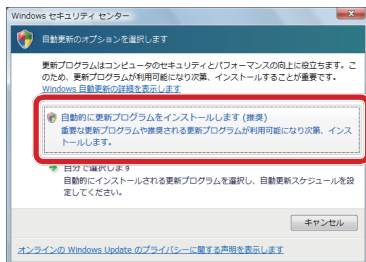 Windows セキュリティ センター
自動更新のオプションを選択します
更新プログラムはコンピュータのセキュリティとパフォーマンスの向上に役立ちます。こ
のため、更新プログラムが利用可能になり次第、インストールすることが重要です。
Windows 自動更新の詳細を表示します
自動的に更新プログラムをインストールします (推奨)
重要な更新プログラムや推奨される更新プログラムが利用可能になり次第、インス
トールします。
自分で選択します
自動的にインストールされる更新プログラムを選択し、自動更新スケジュールを設
定してください。
キャンセル
オンラインの Windows Update のプライバシーに関する声明を表示します